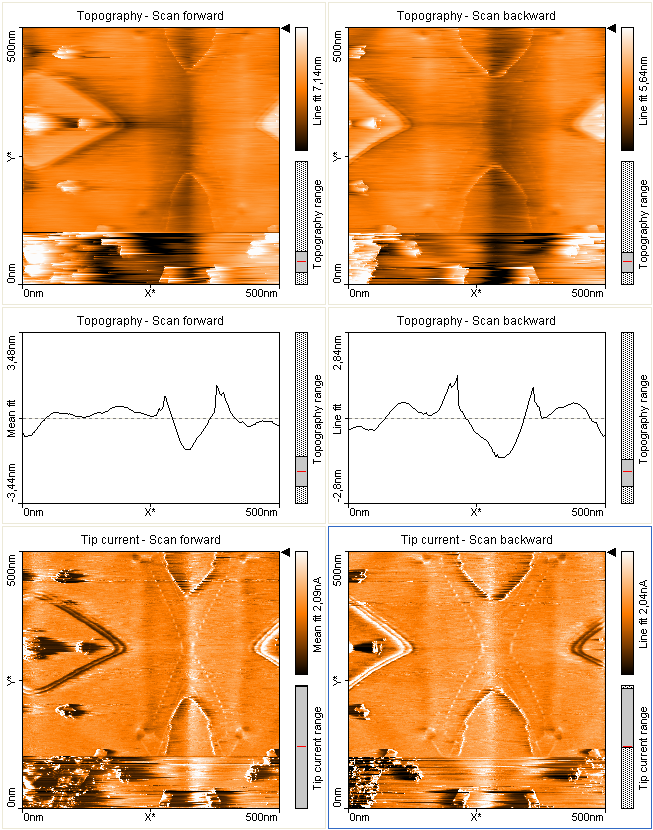 Topography - Scan forward
500nm
Y*
0nm
0nm
X*
500nm
Line fit 7,14nm
Topography range
Topography - Scan backward
500nm
Y*
0nm
0nm
X*
500nm
Line fit 5,64nm
Topography range
Topography - Scan forward
3,48nm
Mean fit
-3,44nm
0nm
X*
500nm
Topography range
Topography - Scan backward
2,84nm
Line fit
-2,8nm
0nm
X*
500nm
Topography range
Tip current - Scan forward
500nm
Y*
0nm
0nm
X*
500nm
Mean fit 2,09nA
Tip current range
Tip current - Scan backward
500nm
Y*
0nm
0nm
X*
500nm
Line fit 2,04nA
Tip current range